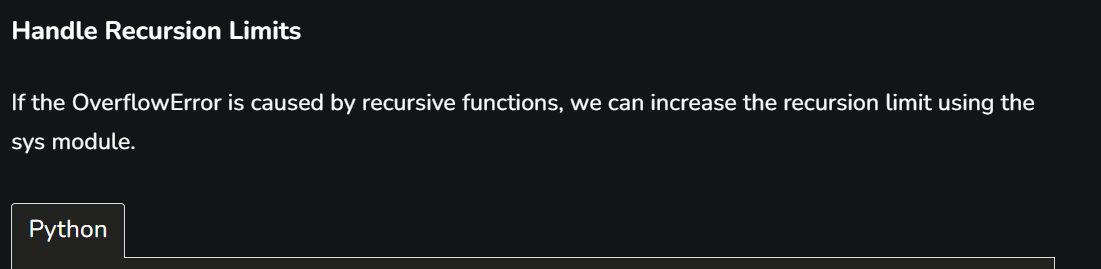 Handle Recursion Limits
If the OverflowError is caused by recursive functions, we can increase the recursion limit using the
sys module.
Python